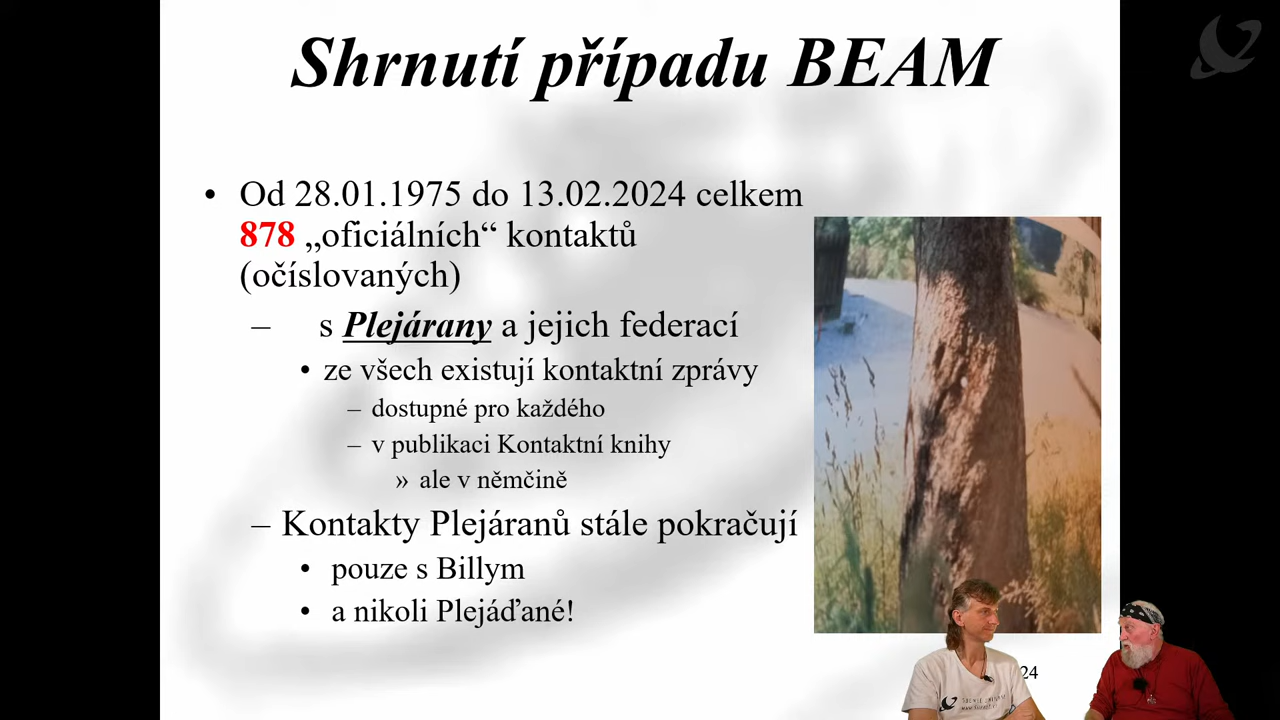 Shrnutí případu BEAM
• Od 28.01.1975 do 13.02.2024 celkem
878 „oficiálních“ kontaktů
(očíslovaných)
– s Plejárany a jejich federací
• ze všech existují kontaktní zprávy
– dostupné pro každého
– v publikaci Kontaktní knihy
» ale v němčině
– Kontakty Plejáranů stále pokračují
• pouze s Billym
• a nikoli Plejáďané!
24